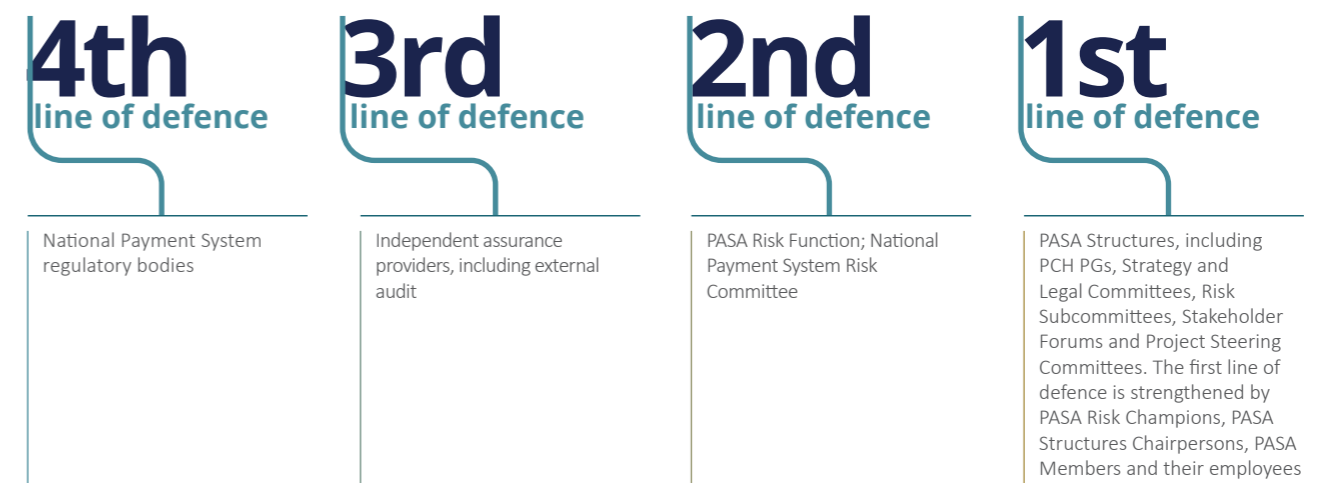 4th
line of defence
National Payment System
regulatory bodies
3rd
line of defence
Independent assurance
providers, including external
audit
2nd
line of defence
PASA Risk Function; National
Payment System Risk
Committee
1st
line of defence
PASA Structures, including
PCH PGs, Strategy and
Legal Committees, Risk
Subcommittees, Stakeholder
Forums and Project Steering
Committees. The first line of
defence is strengthened by
PASA Risk Champions, PASA
Structures Chairpersons, PASA
Members and their employees